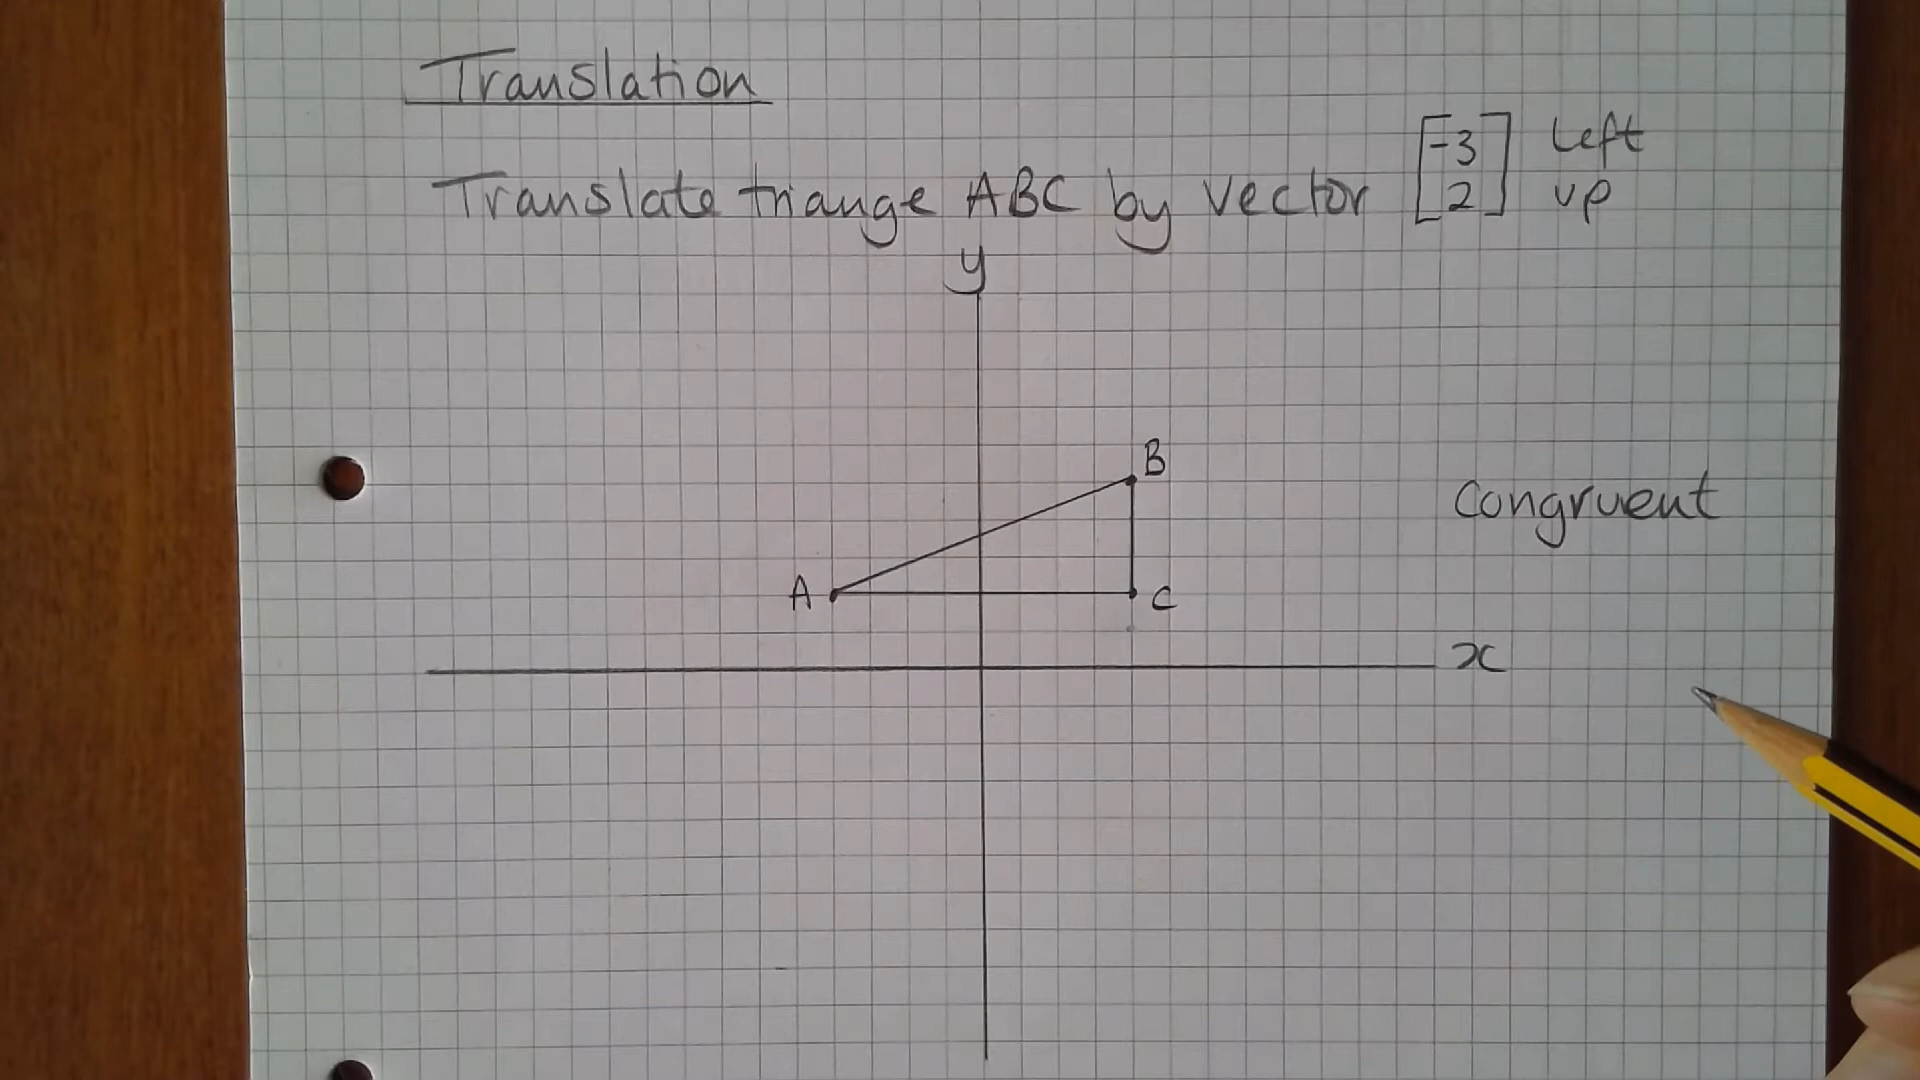 Translation
Translate triange ABC by vector [-3 2] left up
y
B
congruent
A
C
x